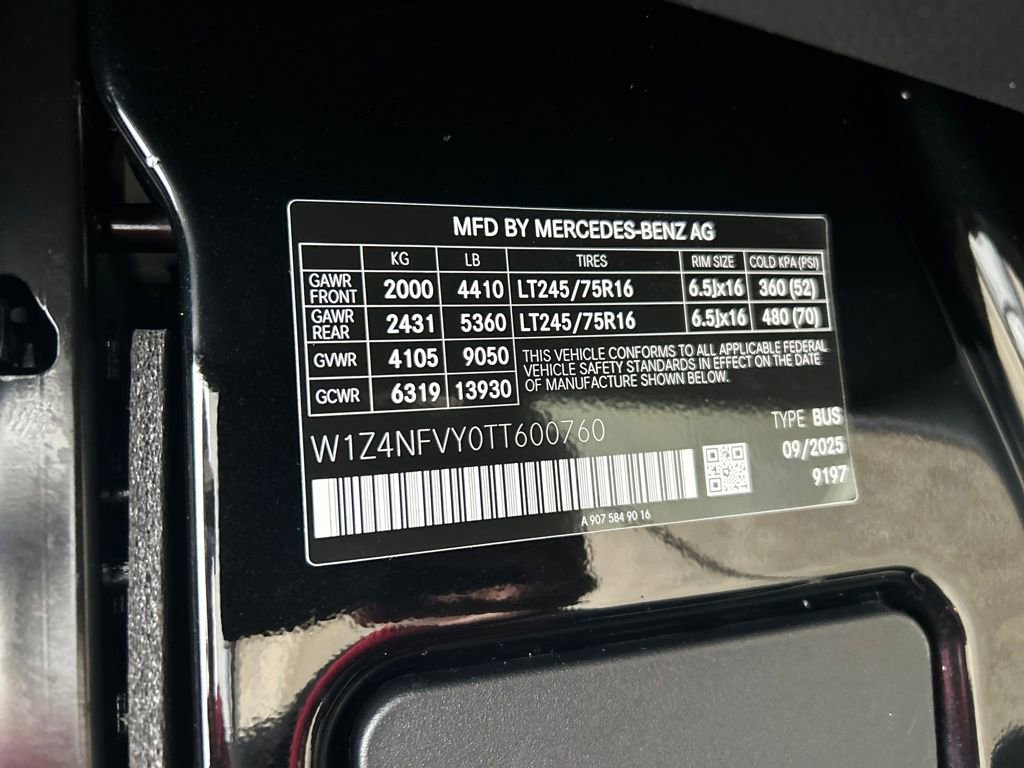 MFD BY MERCEDES-BENZ AG
KG LB TIRES RIM SIZE COLD KPA (PSI)
GAWR FRONT 2000 4410 LT245/75R16 6.5Jx16 360 (52)
GAWR REAR 2431 5360 LT245/75R16 6.5Jx16 480 (70)
GVWR 4105 9050
GCWR 6319 13930
THIS VEHICLE CONFORMS TO ALL APPLICABLE FEDERAL
VEHICLE SAFETY STANDARDS IN EFFECT ON THE DATE
OF MANUFACTURE SHOWN BELOW.
W1Z4NFVY0TT600760
TYPE BUS
09/2025
9197
A 907 584 90 16